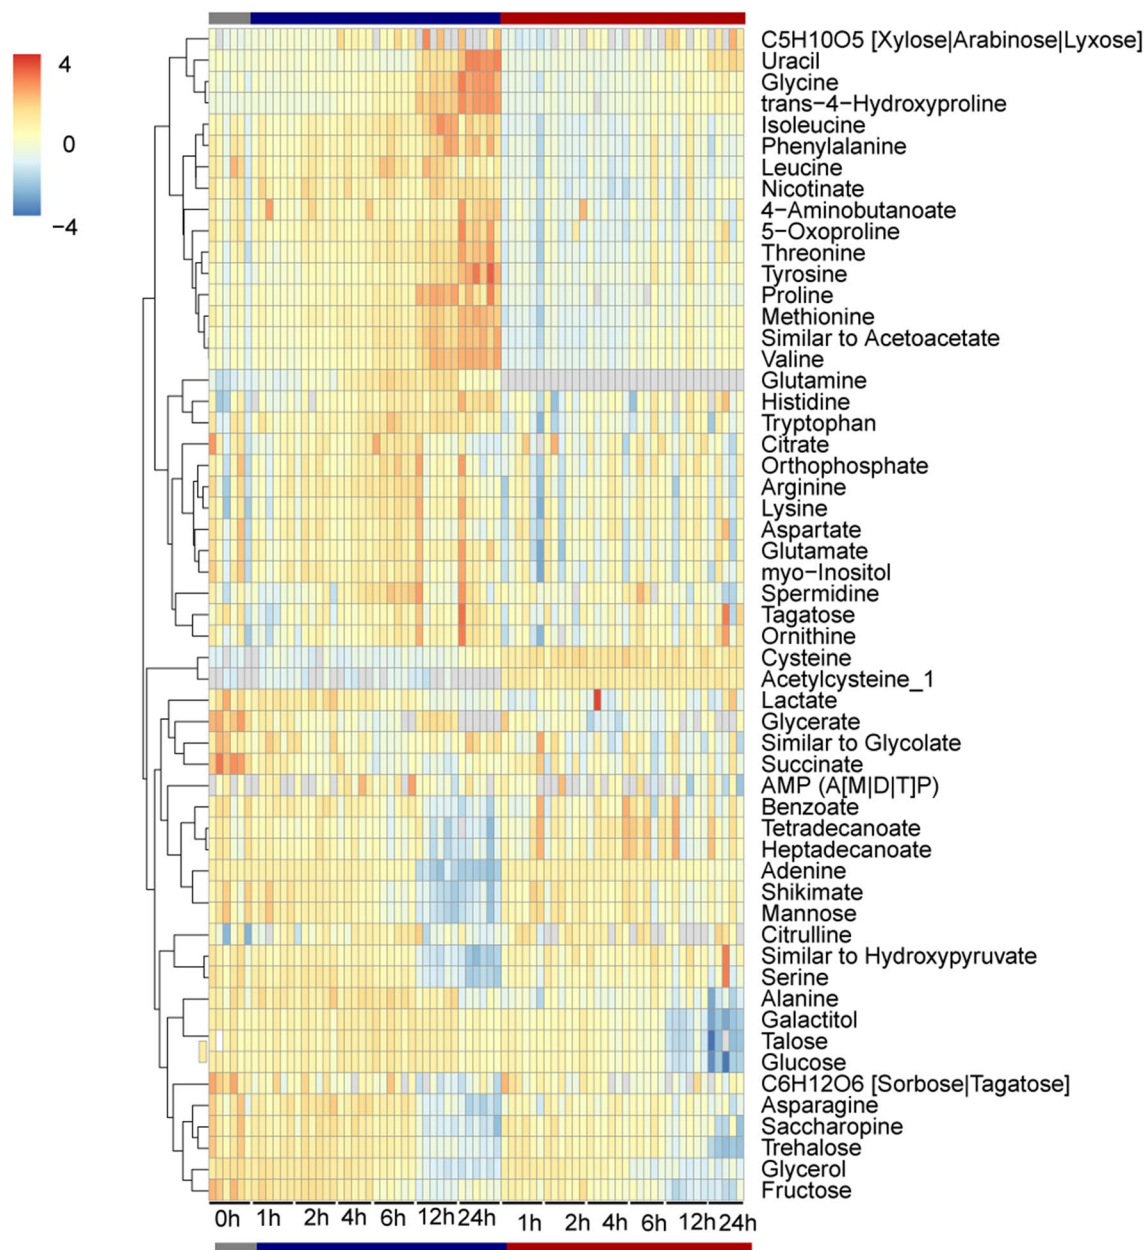 4
0
−4
C5H10O5 [Xylose|Arabinose|Lyxose]
Uracil
Glycine
trans−4−Hydroxyproline
Isoleucine
Phenylalanine
Leucine
Nicotinate
4−Aminobutanoate
5−Oxoproline
Threonine
Tyrosine
Proline
Methionine
Similar to Acetoacetate
Valine
Glutamine
Histidine
Tryptophan
Citrate
Orthophosphate
Arginine
Lysine
Aspartate
Glutamate
myo−Inositol
Spermidine
Tagatose
Ornithine
Cysteine
Acetylcysteine_1
Lactate
Glycerate
Similar to Glycolate
Succinate
AMP (A[M|D|T]P)
Benzoate
Tetradecanoate
Heptadecanoate
Adenine
Shikimate
Mannose
Citrulline
Similar to Hydroxypyruvate
Serine
Alanine
Galactitol
Talose
Glucose
C6H12O6 [Sorbose|Tagatose]
Asparagine
Saccharopine
Trehalose
Glycerol
Fructose
0h 1h 2h 4h 6h 12h 24h 1h 2h 4h 6h 12h 24h